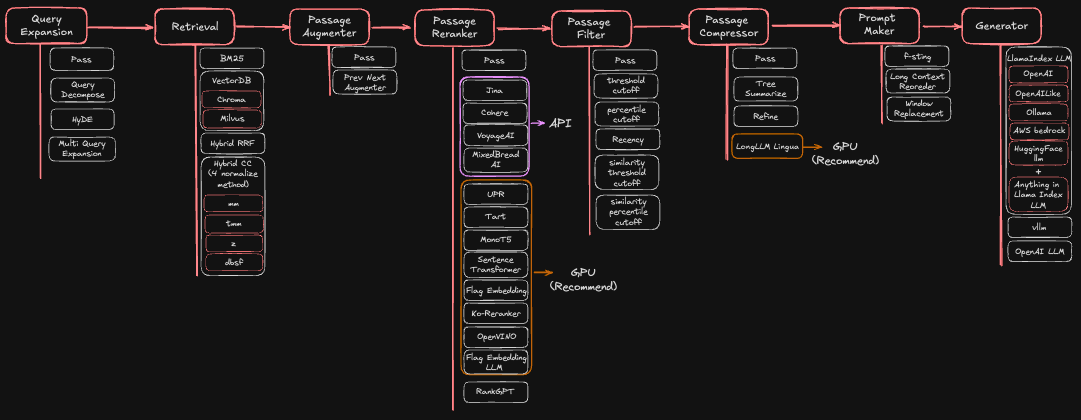 Query
Expansion
Pass
Query
Decompose
HyDE
Multi Query
Expansion
Retrieval
BM25
VectorDB
Chroma
Milvus
Hybrid RRF
Hybrid CC
(4 normalize
method)
mm
tmm
z
dbsf
Passage
Augmenter
Pass
Prev Next
Augmenter
Passage
Reranker
Pass
Jina
Cohere
VoyageAI
MixedBread
AI
API
UPR
Tart
MonoT5
Sentence
Transformer
Flag Embedding
Ko-Reranker
OpenVINO
Flag Embedding
LLM
GPU
(Recommend)
RankGPT
Passage
Filter
Pass
threshold
cutoff
percentile
cutoff
Recency
similarity
threshold
cutoff
similarity
percentile
cutoff
Passage
Compressor
Pass
Tree
Summarize
Refine
LongLLM Lingua
GPU
(Recommend)
Prompt
Maker
f-sting
Long Context
Reoreder
Window
Replacement
Generator
LlamaIndex LLM
OpenAI
OpenAILike
Ollama
AWS bedrock
HuggingFace
llm
+
Anything in
Llama Index
LLM
vllm
OpenAI LLM